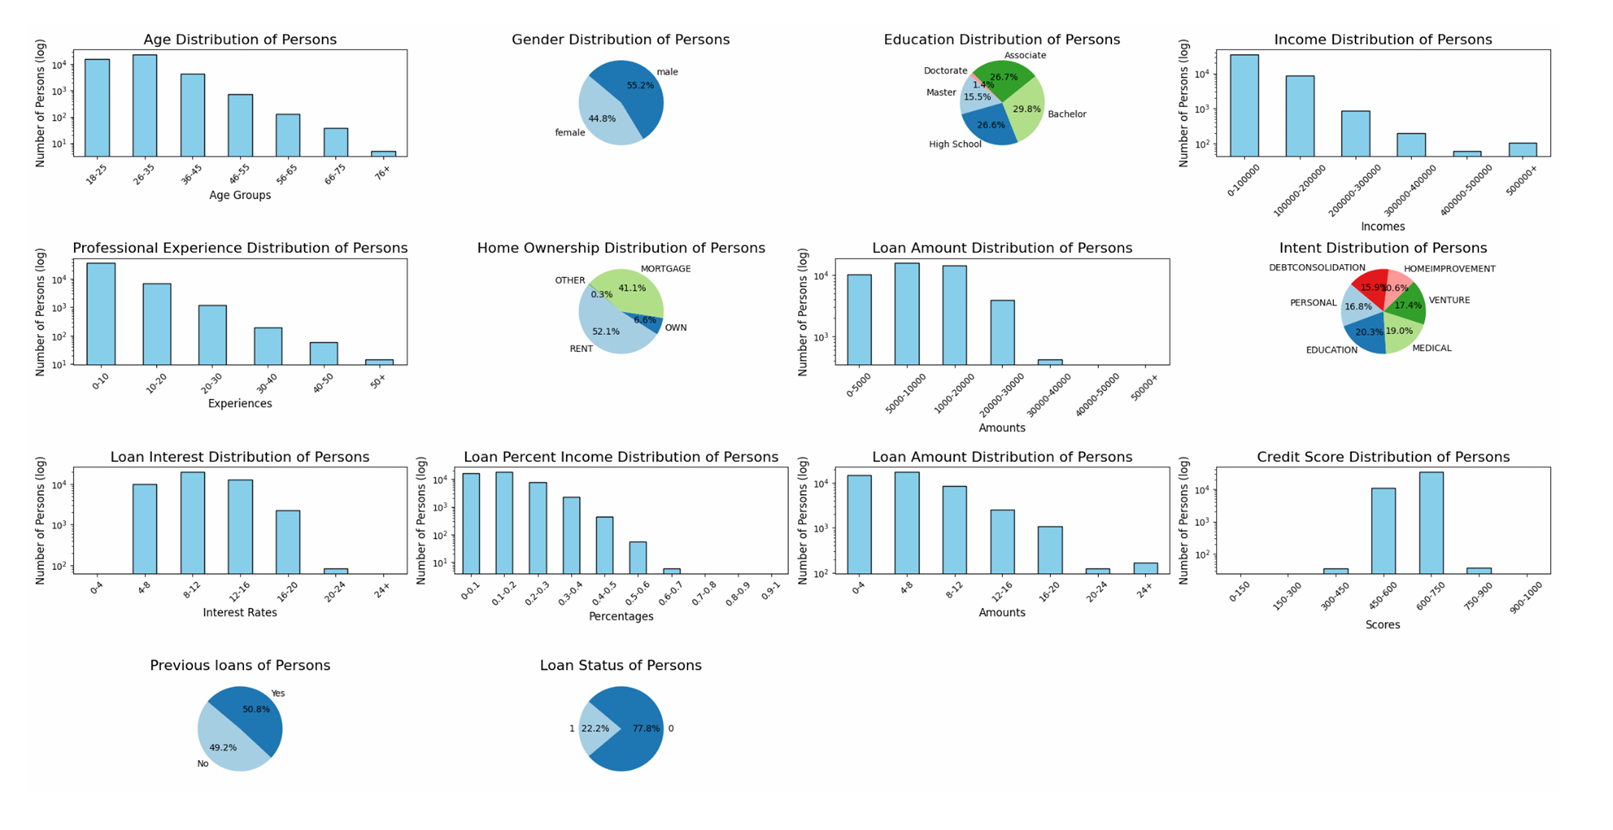 Age Distribution of Persons
Number of Persons (log)
10⁴
10³
10²
10¹
18-25
26-35
36-45
46-55
56-65
66-75
76+
Age Groups
Gender Distribution of Persons
male
55.2%
44.8%
female
Education Distribution of Persons
Associate
Doctorate
26.7%
1.4%
Master
15.5%
29.8%
Bachelor
26.6%
High School
Income Distribution of Persons
Number of Persons (log)
10⁴
10³
10²
0-100000
100000-200000
200000-300000
300000-400000
400000-500000
500000+
Incomes
Professional Experience Distribution of Persons
Number of Persons (log)
10⁴
10³
10²
10¹
0-10
10-20
20-30
30-40
40-50
50+
Experiences
Home Ownership Distribution of Persons
MORTGAGE
OTHER
41.1%
0.3%
6.6%
OWN
52.1%
RENT
Loan Amount Distribution of Persons
Number of Persons (log)
10⁴
10³
0-5000
5000-10000
1000-20000
20000-30000
30000-40000
40000-50000
50000+
Amounts
Intent Distribution of Persons
DEBTCONSOLIDATION
HOMEIMPROVEMENT
15.9%
10.6%
PERSONAL
16.8%
17.4%
VENTURE
20.3%
19.0%
EDUCATION
MEDICAL
Loan Interest Distribution of Persons
Number of Persons (log)
10⁴
10³
10²
0-4
4-8
8-12
12-16
16-20
20-24
24+
Interest Rates
Loan Percent Income Distribution of Persons
Number of Persons (log)
10⁴
10³
10²
10¹
0-0.1
0.1-0.2
0.2-0.3
0.3-0.4
0.4-0.5
0.5-0.6
0.6-0.7
0.7-0.8
0.8-0.9
0.9-1
Percentages
Loan Amount Distribution of Persons
Number of Persons (log)
10⁴
10³
10²
0-4
4-8
8-12
12-16
16-20
20-24
24+
Amounts
Credit Score Distribution of Persons
Number of Persons (log)
10⁴
10³
10²
0-150
150-300
300-450
450-600
600-750
750-900
900-1000
Scores
Previous loans of Persons
Yes
50.8%
49.2%
No
Loan Status of Persons
1
22.2%
77.8%
0